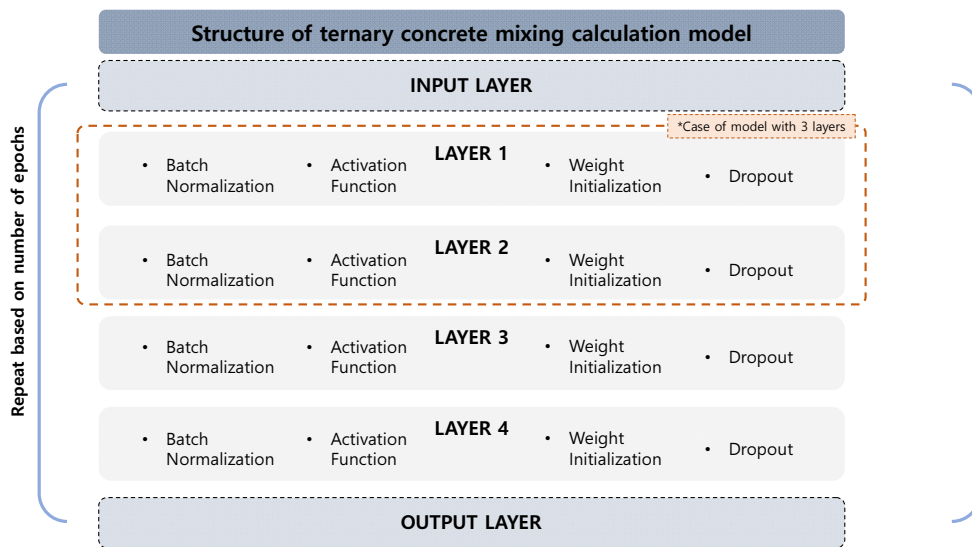 Structure of ternary concrete mixing calculation model
INPUT LAYER
*Case of model with 3 layers
LAYER 1
• Batch
Normalization
• Activation
Function
• Weight
Initialization
• Dropout
LAYER 2
• Batch
Normalization
• Activation
Function
• Weight
Initialization
• Dropout
LAYER 3
• Batch
Normalization
• Activation
Function
• Weight
Initialization
• Dropout
LAYER 4
• Batch
Normalization
• Activation
Function
• Weight
Initialization
• Dropout
OUTPUT LAYER
Repeat based on number of epochs